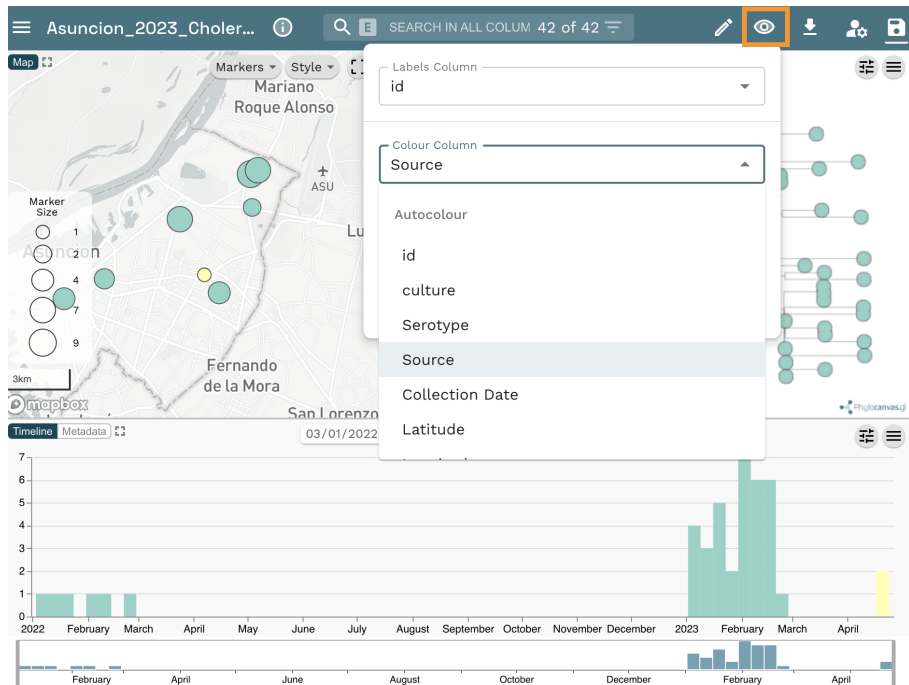 Asuncion_2023_Choler...
E SEARCH IN ALL COLUM 42 of 42
Map
Markers
Style
Labels Column
id
Colour Column
Source
Autocolour
id
culture
Serotype
Source
Collection Date
Latitude
Mariano
Roque Alonso
ASU
Lu
Marker
Size
1
2
4
7
9
Asuncion
Fernando
de la Mora
San Lorenzo
3km
mapbox
Phylocanvas.gl
Timeline Metadata
03/01/2022
7
6
5
4
3
2
1
0
2022 February March April May June July August September October November December 2023 February March April
February April June August October December February April